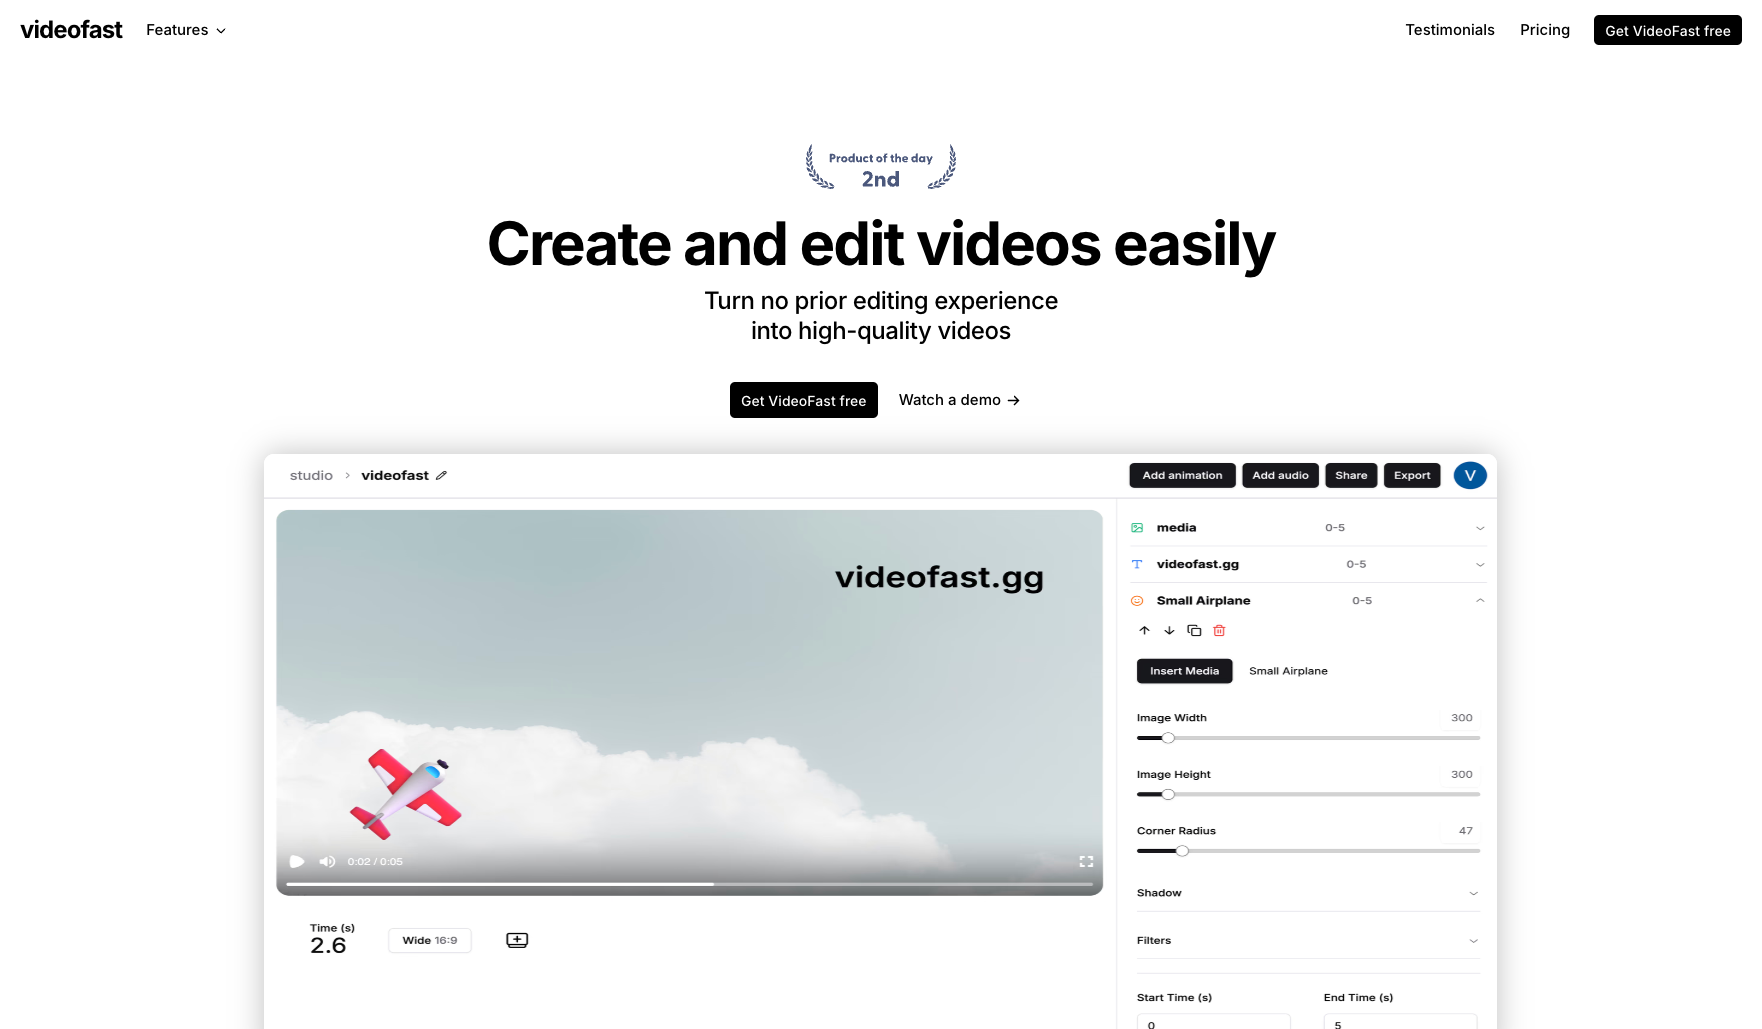 videofast
Features
Testimonials
Pricing
Get VideoFast free
Product of the day
2nd
Create and edit videos easily
Turn no prior editing experience
into high-quality videos
Get VideoFast free
Watch a demo →
studio > videofast
Add animation
Add audio
Share
Export
V
videofast.gg
0:02 / 0:05
Time (s)
2.6
Wide 16:9
media 0-5
videofast.gg 0-5
Small Airplane 0-5
Insert Media
Small Airplane
Image Width 300
Image Height 300
Corner Radius 47
Shadow
Filters
Start Time (s)
End Time (s)
0
5